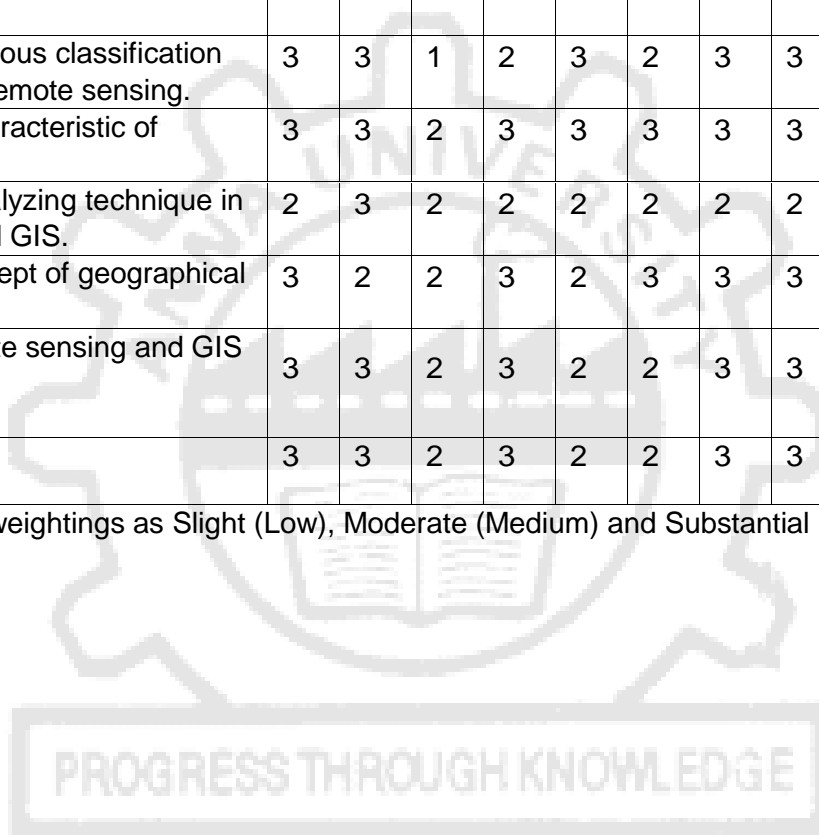 ous classification 3 3 1 2 3 2 3 3
emote sensing.
racteristic of 3 3 2 3 3 3 3 3
lyzing technique in 2 3 2 2 2 2 2 2
GIS.
ept of geographical 3 2 2 3 2 3 3 3
te sensing and GIS
3 3 2 3 2 2 3 3
3 3 2 3 2 2 3 3
weightings as Slight (Low), Moderate (Medium) and Substantial
ANNA UNIVERSITY
PROGRESS THROUGH KNOWLEDGE